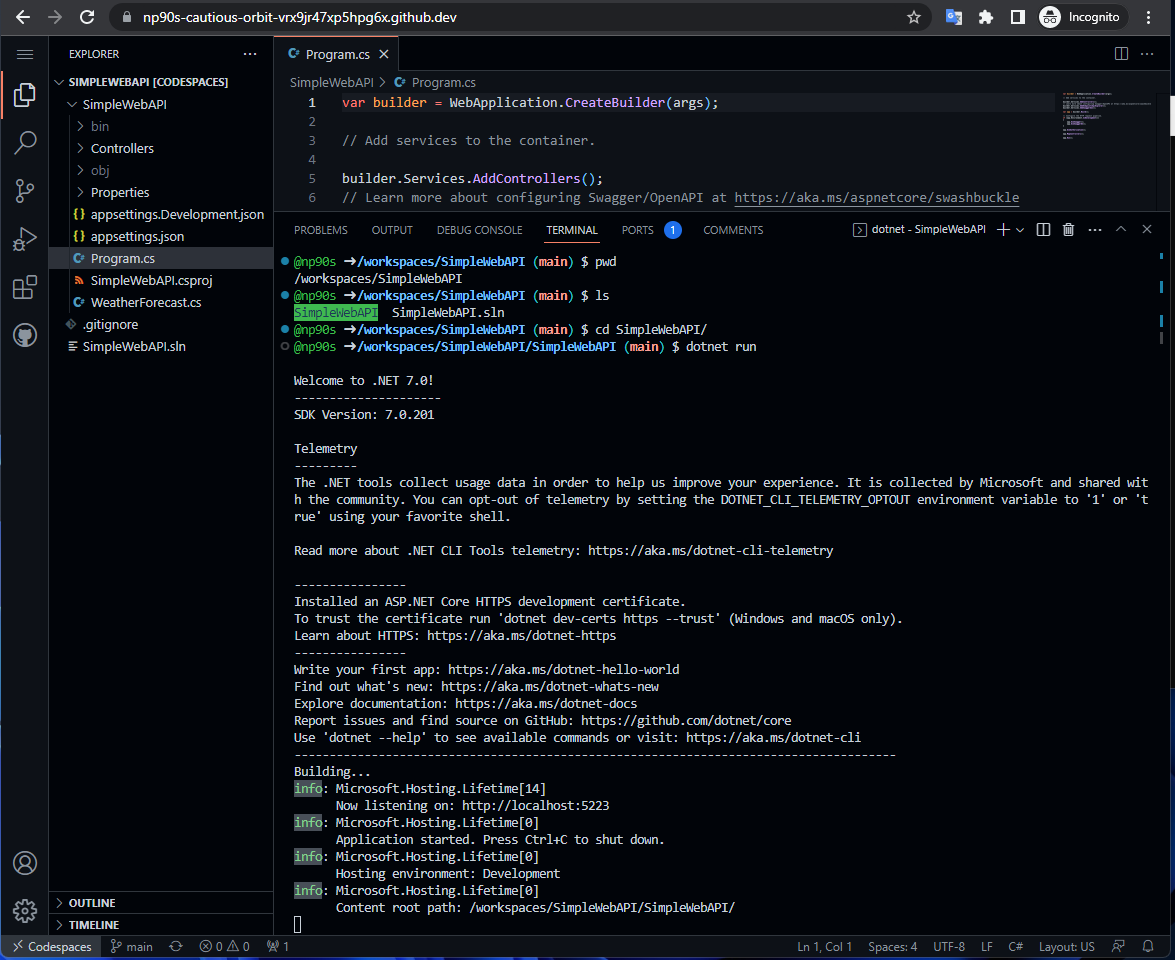 np90s-cautious-orbit-vrx9jr47xp5hpg6x.github.dev
Incognito
EXPLORER
SIMPLEWEBAPI [CODESPACES]
SimpleWebAPI
bin
Controllers
obj
Properties
{} appsettings.Development.json
{} appsettings.json
C# Program.cs
SimpleWebAPI.csproj
C# WeatherForecast.cs
.gitignore
SimpleWebAPI.sln
OUTLINE
TIMELINE
C# Program.cs
SimpleWebAPI > C# Program.cs
1 var builder = WebApplication.CreateBuilder(args);
2
3 // Add services to the container.
4
5 builder.Services.AddControllers();
6 // Learn more about configuring Swagger/OpenAPI at https://aka.ms/aspnetcore/swashbuckle
PROBLEMS OUTPUT DEBUG CONSOLE TERMINAL PORTS 1 COMMENTS dotnet - SimpleWebAPI
@np90s ➜/workspaces/SimpleWebAPI (main) $ pwd
/workspaces/SimpleWebAPI
@np90s ➜/workspaces/SimpleWebAPI (main) $ ls
SimpleWebAPI SimpleWebAPI.sln
@np90s ➜/workspaces/SimpleWebAPI (main) $ cd SimpleWebAPI/
@np90s ➜/workspaces/SimpleWebAPI/SimpleWebAPI (main) $ dotnet run
Welcome to .NET 7.0!
---------------------
SDK Version: 7.0.201
Telemetry
---------
The .NET tools collect usage data in order to help us improve your experience. It is collected by Microsoft and shared wit
h the community. You can opt-out of telemetry by setting the DOTNET_CLI_TELEMETRY_OPTOUT environment variable to '1' or 't
rue' using your favorite shell.
Read more about .NET CLI Tools telemetry: https://aka.ms/dotnet-cli-telemetry
----------------
Installed an ASP.NET Core HTTPS development certificate.
To trust the certificate run 'dotnet dev-certs https --trust' (Windows and macOS only).
Learn about HTTPS: https://aka.ms/dotnet-https
----------------
Write your first app: https://aka.ms/dotnet-hello-world
Find out what's new: https://aka.ms/dotnet-whats-new
Explore documentation: https://aka.ms/dotnet-docs
Report issues and find source on GitHub: https://github.com/dotnet/core
Use 'dotnet --help' to see available commands or visit: https://aka.ms/dotnet-cli
--------------------------------------------------------------------------------------
Building...
info: Microsoft.Hosting.Lifetime[14]
Now listening on: http://localhost:5223
info: Microsoft.Hosting.Lifetime[0]
Application started. Press Ctrl+C to shut down.
info: Microsoft.Hosting.Lifetime[0]
Hosting environment: Development
info: Microsoft.Hosting.Lifetime[0]
Content root path: /workspaces/SimpleWebAPI/SimpleWebAPI/
Codespaces main 0 0 1 Ln 1, Col 1 Spaces: 4 UTF-8 LF C# Layout: US